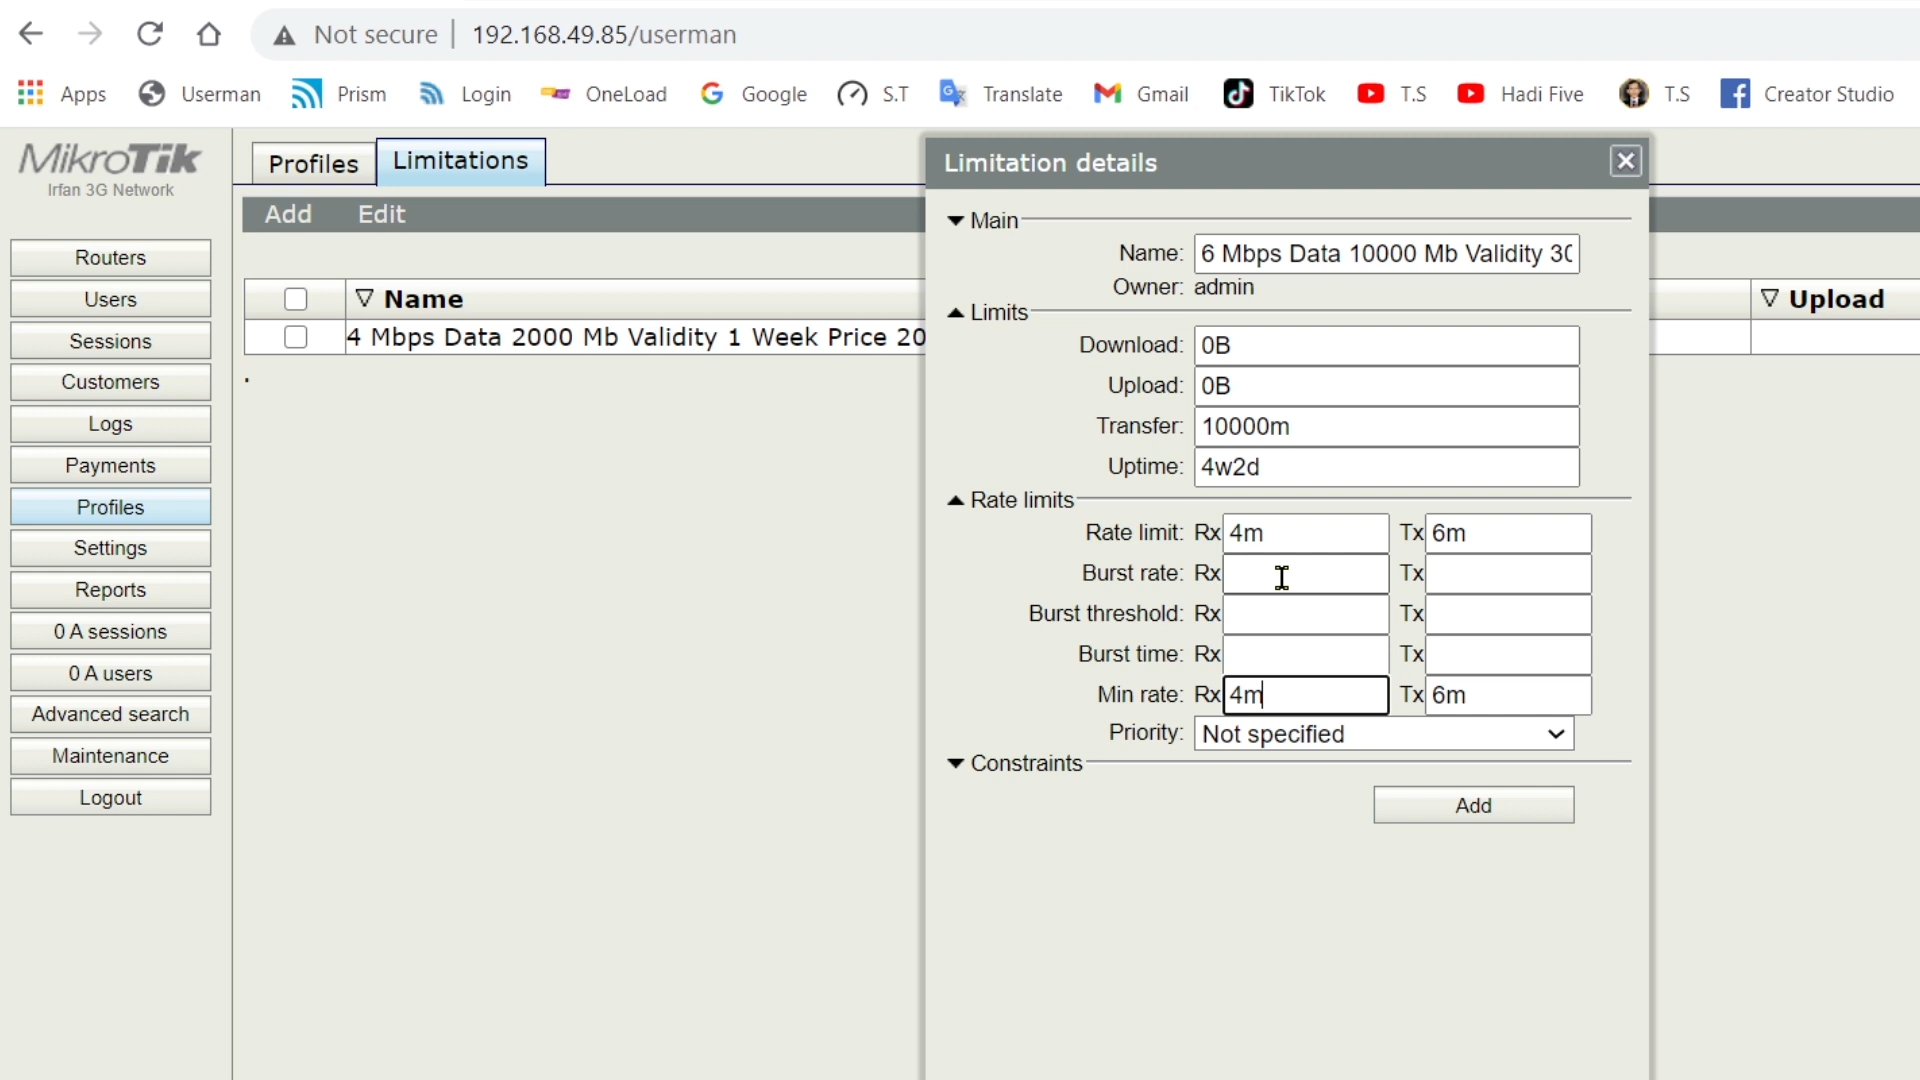 Not secure | 192.168.49.85/userman
Apps Userman Prism Login OneLoad Google S.T Translate Gmail TikTok T.S Hadi Five T.S Creator Studio
MikroTik
Irfan 3G Network
Routers
Users
Sessions
Customers
Logs
Payments
Profiles
Settings
Reports
0 A sessions
0 A users
Advanced search
Maintenance
Logout
Profiles Limitations
Add Edit
Name Upload
4 Mbps Data 2000 Mb Validity 1 Week Price 20
Limitation details
Main
Name: 6 Mbps Data 10000 Mb Validity 30
Owner: admin
Limits
Download: 0B
Upload: 0B
Transfer: 10000m
Uptime: 4w2d
Rate limits
Rate limit: Rx 4m Tx 6m
Burst rate: Rx Tx
Burst threshold: Rx Tx
Burst time: Rx Tx
Min rate: Rx 4m Tx 6m
Priority: Not specified
Constraints
Add